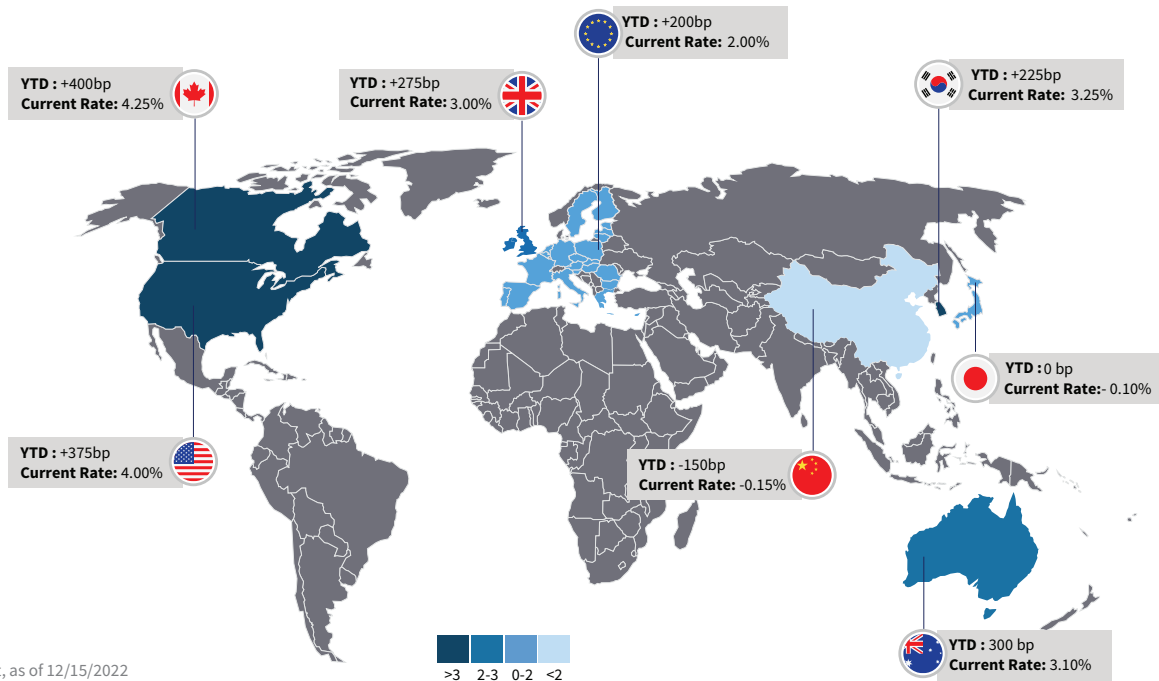 YTD : +200bp
Current Rate: 2.00%
YTD : +400bp
Current Rate: 4.25%
YTD : +275bp
Current Rate: 3.00%
YTD : +225bp
Current Rate: 3.25%
YTD : 0 bp
Current Rate:- 0.10%
YTD : +375bp
Current Rate: 4.00%
YTD : -150bp
Current Rate: -0.15%
YTD : 300 bp
Current Rate: 3.10%
>3 2-3 0-2 <2
, as of 12/15/2022